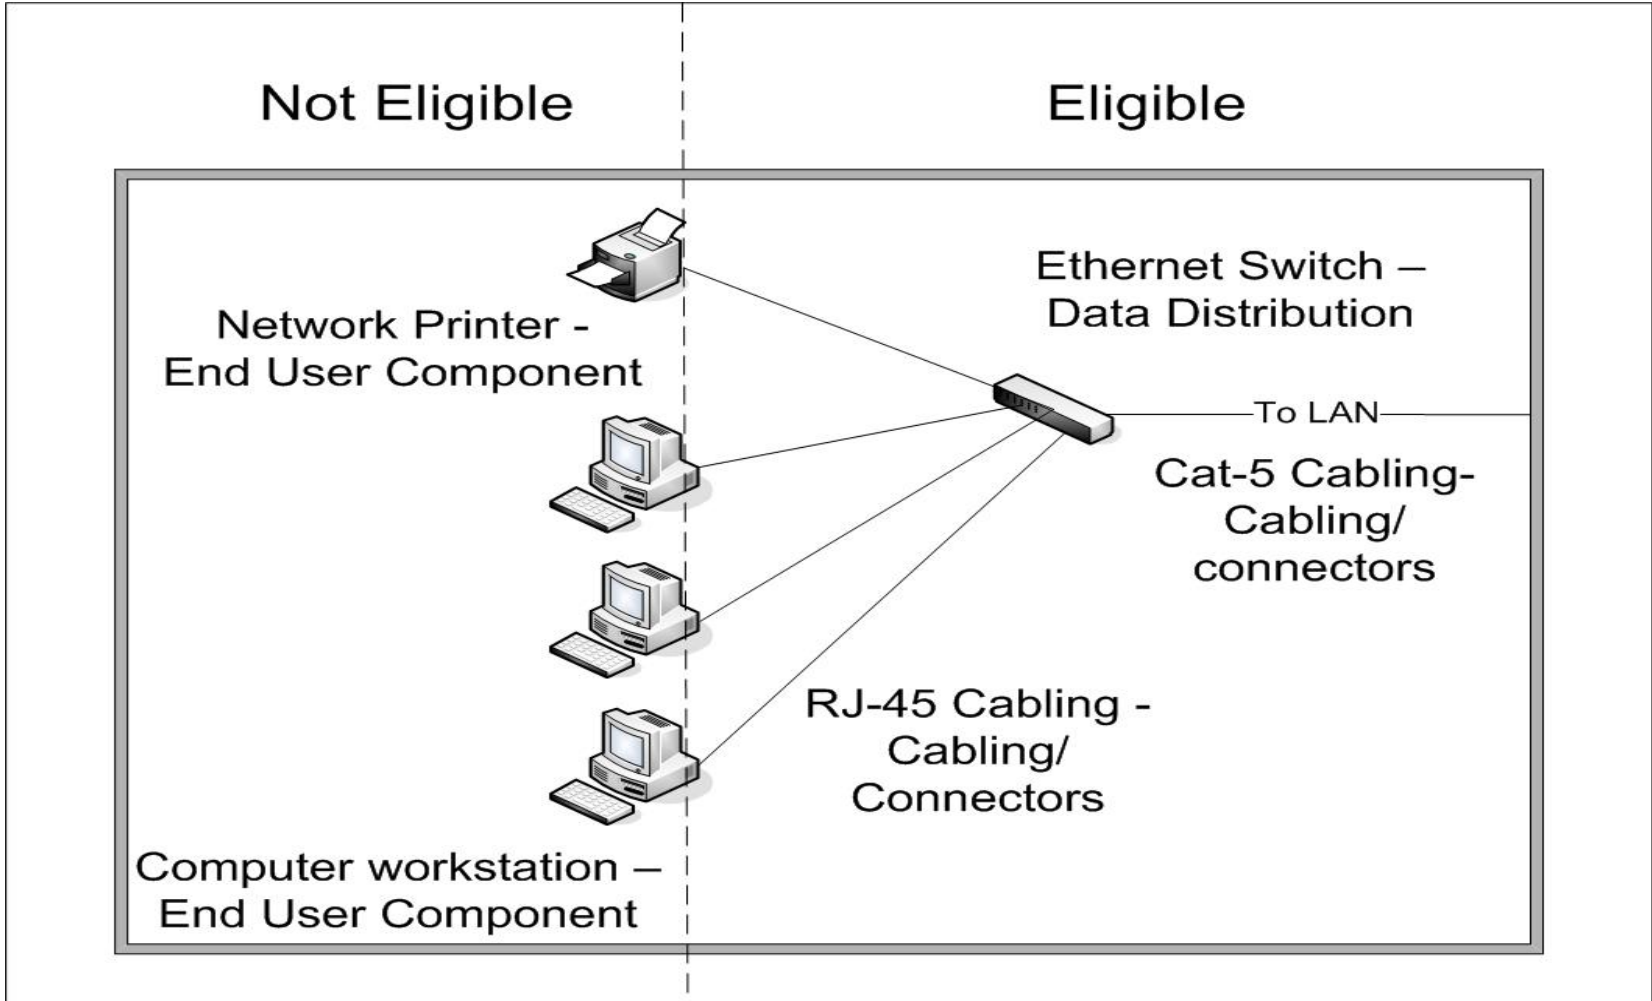 Not Eligible
Eligible
Network Printer -
End User Component
Ethernet Switch –
Data Distribution
To LAN
Cat-5 Cabling-
Cabling/
connectors
RJ-45 Cabling -
Cabling/
Connectors
Computer workstation –
End User Component